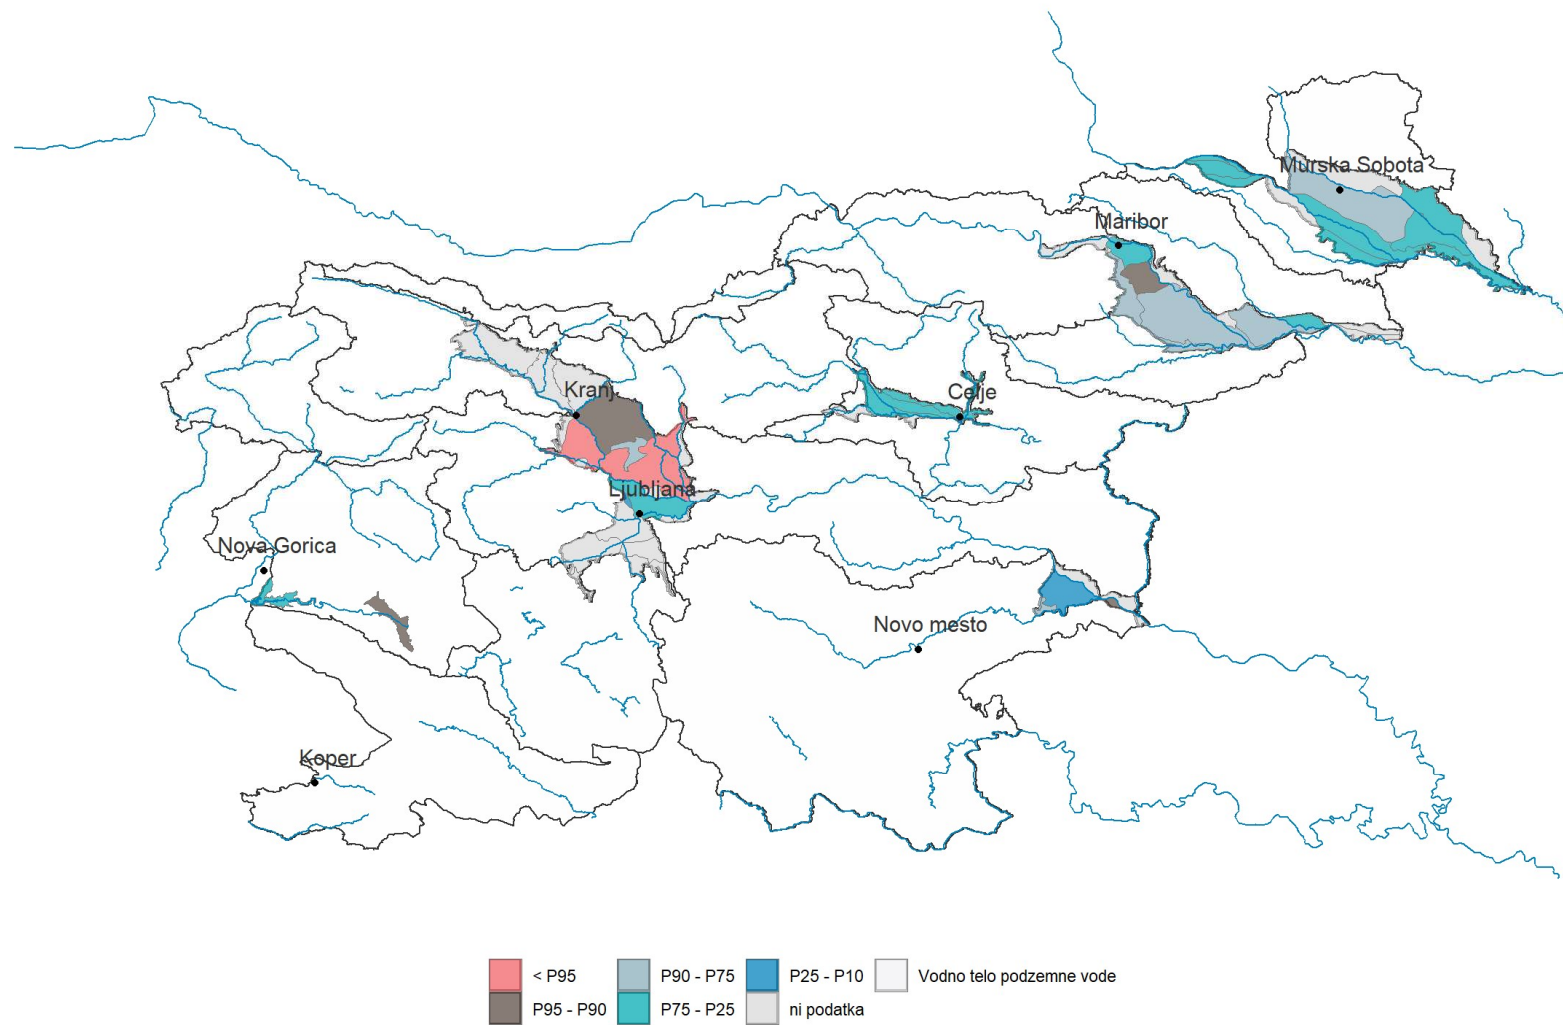 Murska Sobota
Maribor
Kranj
Celje
Ljubljana
Nova Gorica
Novo mesto
Koper
< P95
P90 - P75
P25 - P10
Vodno telo podzemne vode
P95 - P90
P75 - P25
ni podatka